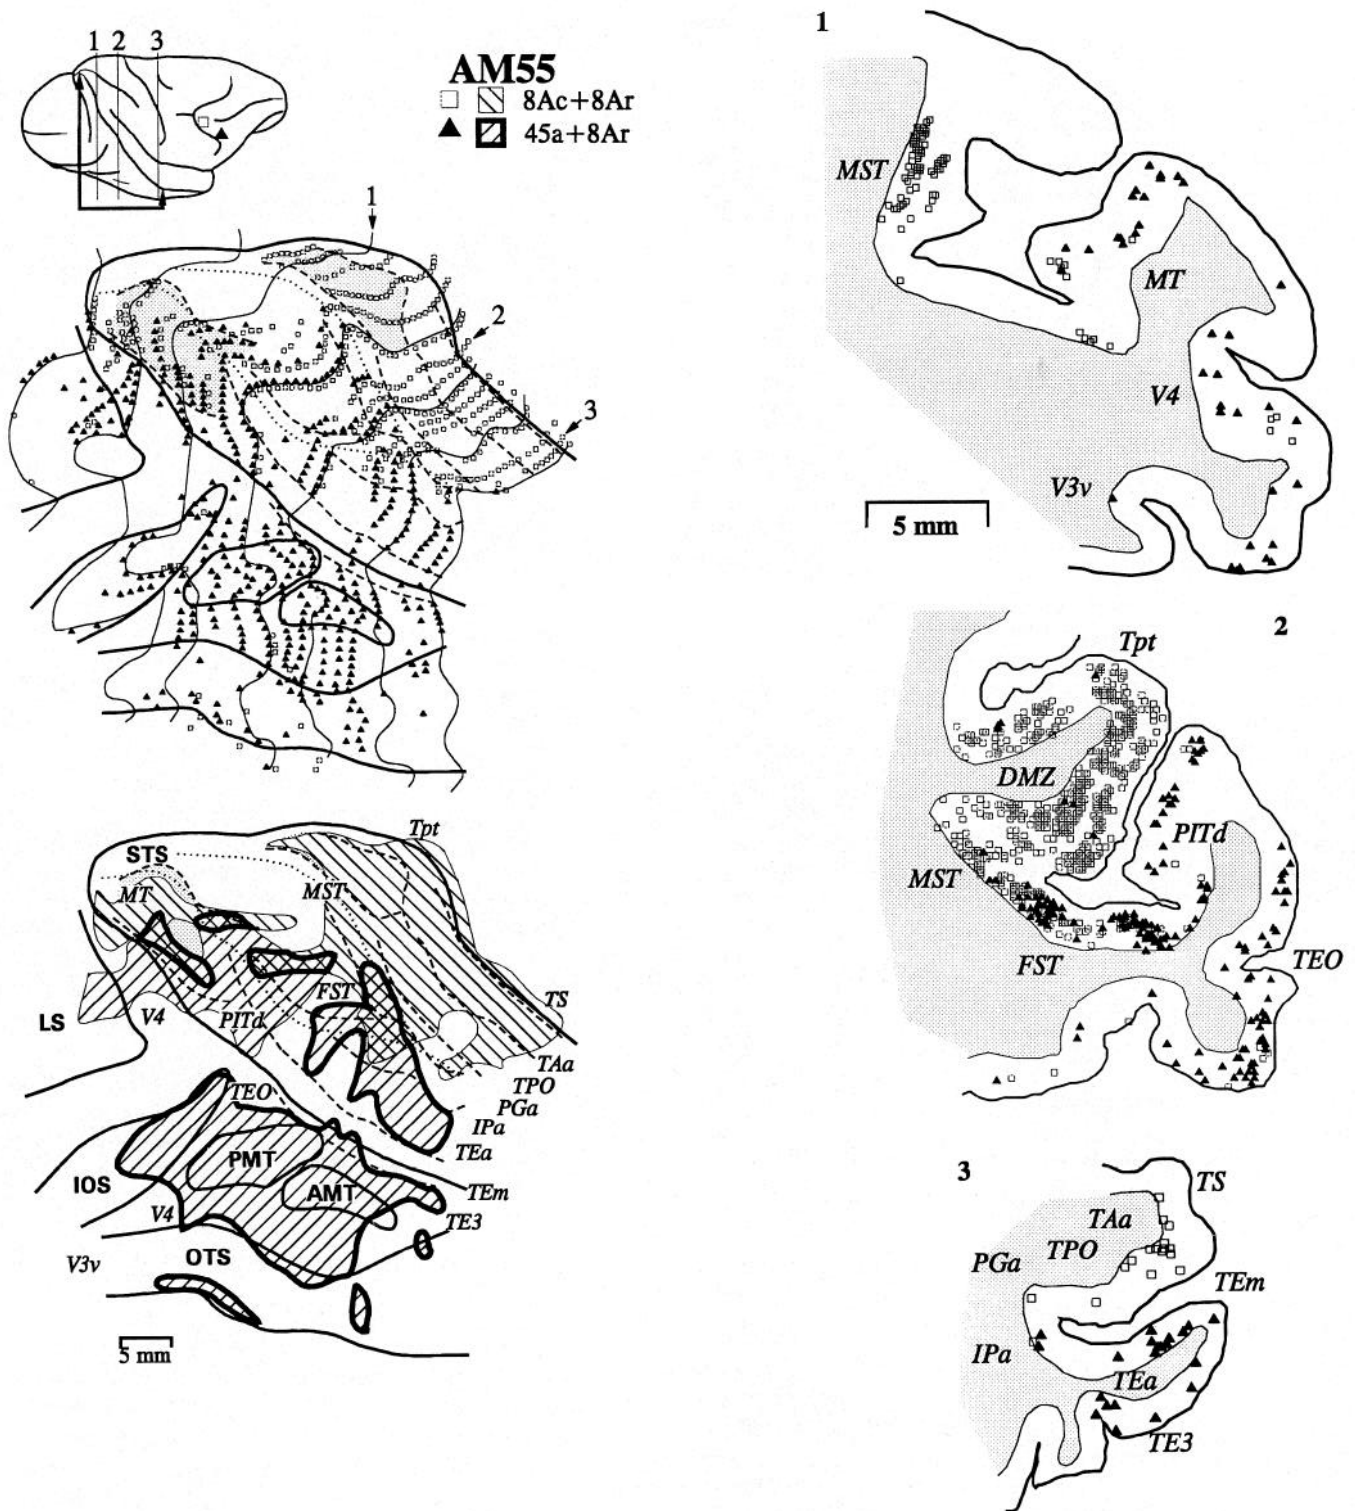 1 2 3
AM55
8Ac+8Ar
45a+8Ar
1
2
3
Tpt
STS
MT
MST
FST
TS
LS
V4
PITd
TAa
TPO
PGa
IPa
TEa
TEO
PMT
IOS
AMT
TEm
V4
TE3
V3v
OTS
5 mm
1
MST
MT
V4
V3v
5 mm
2
Tpt
DMZ
PITd
MST
FST
TEO
3
TS
TAa
TPO
PGa
TEm
IPa
TEa
TE3